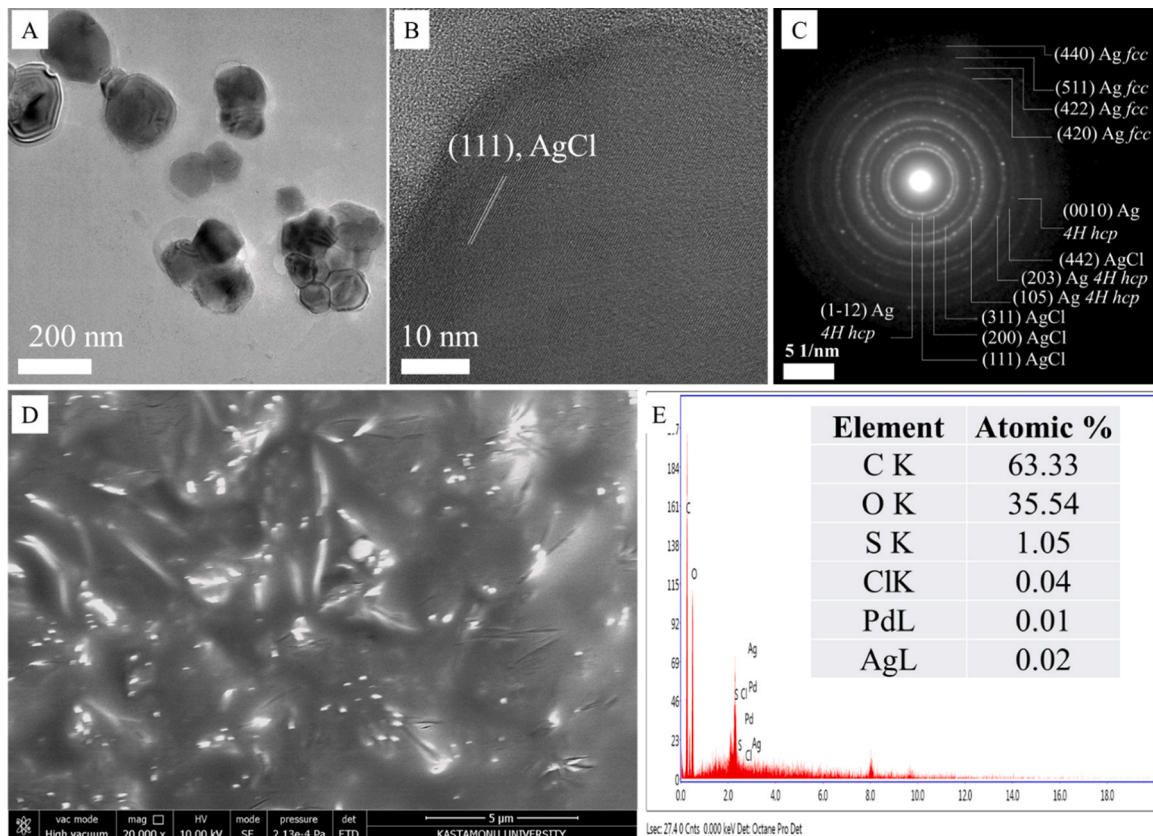 A
200 nm
B
(111), AgCl
10 nm
C
(440) Ag fcc
(511) Ag fcc
(422) Ag fcc
(420) Ag fcc
(0010) Ag
4H hcp
(442) AgCl
(203) Ag 4H hcp
(105) Ag 4H hcp
(1-12) Ag
4H hcp
(311) AgCl
(200) AgCl
(111) AgCl
5 1/nm
D
vac mode mag HV mode pressure det
High vacuum 20 000 x 10.00 kV SE 2.13e-4 Pa ETD
5 µm
KASTAMONU UNIVERSITY
E
Element Atomic %
C K 63.33
O K 35.54
S K 1.05
ClK 0.04
PdL 0.01
AgL 0.02
184
161
138
115
92
69
46
23
0
C
O
Ag
S Cl Pd
Pd
S Ag
Cl
0.0 2.0 4.0 6.0 8.0 10.0 12.0 14.0 16.0 18.0
Lsec: 27.4 0 Cnts 0.000 keV Det: Octane Pro Det